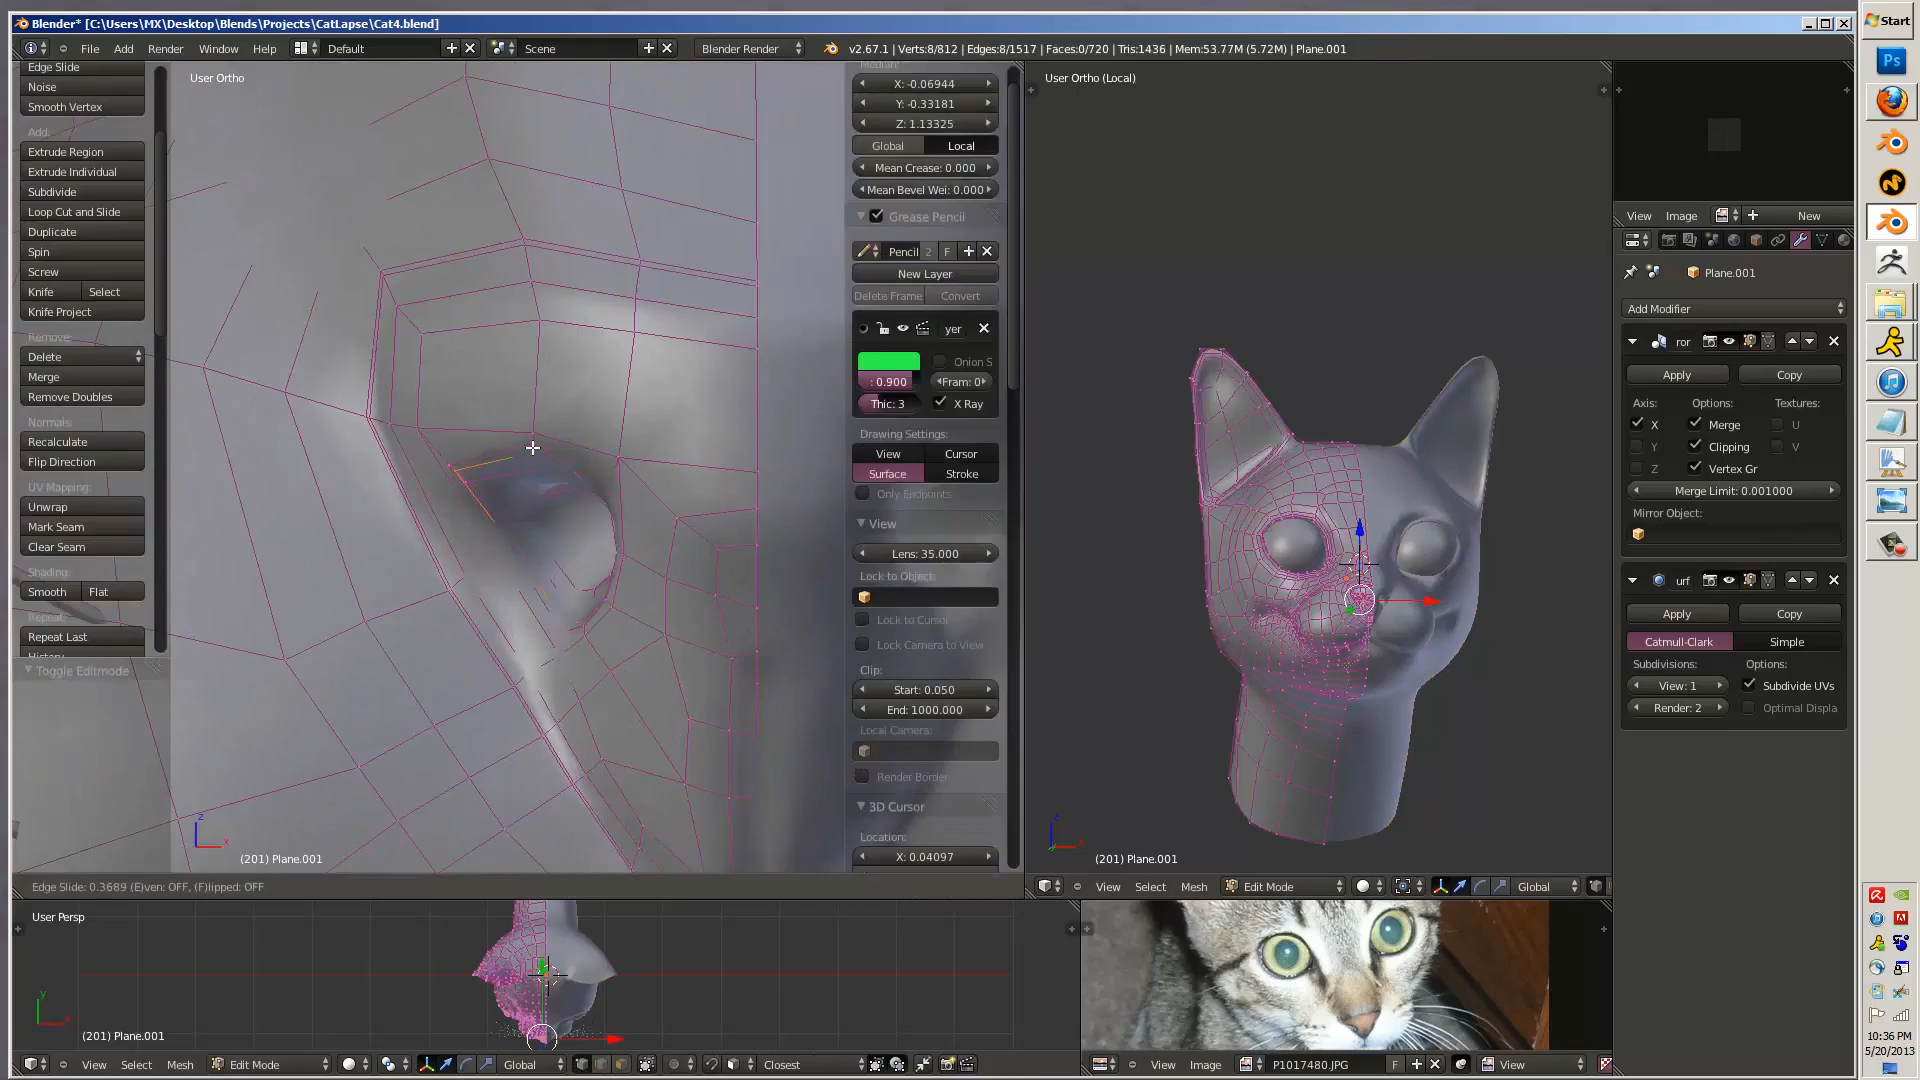 Blender* [C:\Users\MX\Desktop\Blends\Projects\CatLapse\Cat4.blend]
File Add Render Window Help Default Scene Blender Render v2.67.1 | Verts:8/812 | Edges:8/1517 | Faces:0/720 | Tris:1436 | Mem:53.77M (5.72M) | Plane.001
Start
Edge Slide
Noise
Smooth Vertex
Add:
Extrude Region
Extrude Individual
Subdivide
Loop Cut and Slide
Duplicate
Spin
Screw
Knife Select
Knife Project
Remove:
Delete
Merge
Remove Doubles
Normals:
Recalculate
Flip Direction
UV Mapping:
Unwrap
Mark Seam
Clear Seam
Shading:
Smooth Flat
Repeat:
Repeat Last
History...
Toggle Editmode
User Ortho
(201) Plane.001
Edge Slide: 0.3689 (E)ven: OFF, (F)lipped: OFF
Median:
X: -0.06944
Y: -0.33181
Z: 1.13325
Global Local
Mean Crease: 0.000
Mean Bevel Wei: 0.000
Grease Pencil
Pencil 2 F
New Layer
Delete Frame Convert
yer
Onion S
: 0.900 Fram: 0
Thic: 3 X Ray
Drawing Settings:
View Cursor
Surface Stroke
Only Endpoints
View
Lens: 35.000
Lock to Object:
Lock to Cursor
Lock Camera to View
Clip:
Start: 0.050
End: 1000.000
Local Camera:
Render Border
3D Cursor
Location:
X: 0.04097
User Ortho (Local)
(201) Plane.001
View Select Mesh Edit Mode Global
View Image New
Plane.001
Add Modifier
ror
Apply Copy
Axis: Options: Textures:
X Merge U
Y Clipping V
Z Vertex Gr
Merge Limit: 0.001000
Mirror Object:
urf
Apply Copy
Catmull-Clark Simple
Subdivisions: Options:
View: 1 Subdivide UVs
Render: 2 Optimal Displa
User Persp
(201) Plane.001
View Select Mesh Edit Mode Global Closest
View Image P1017480.JPG F View
Ps
10:36 PM
5/20/2013